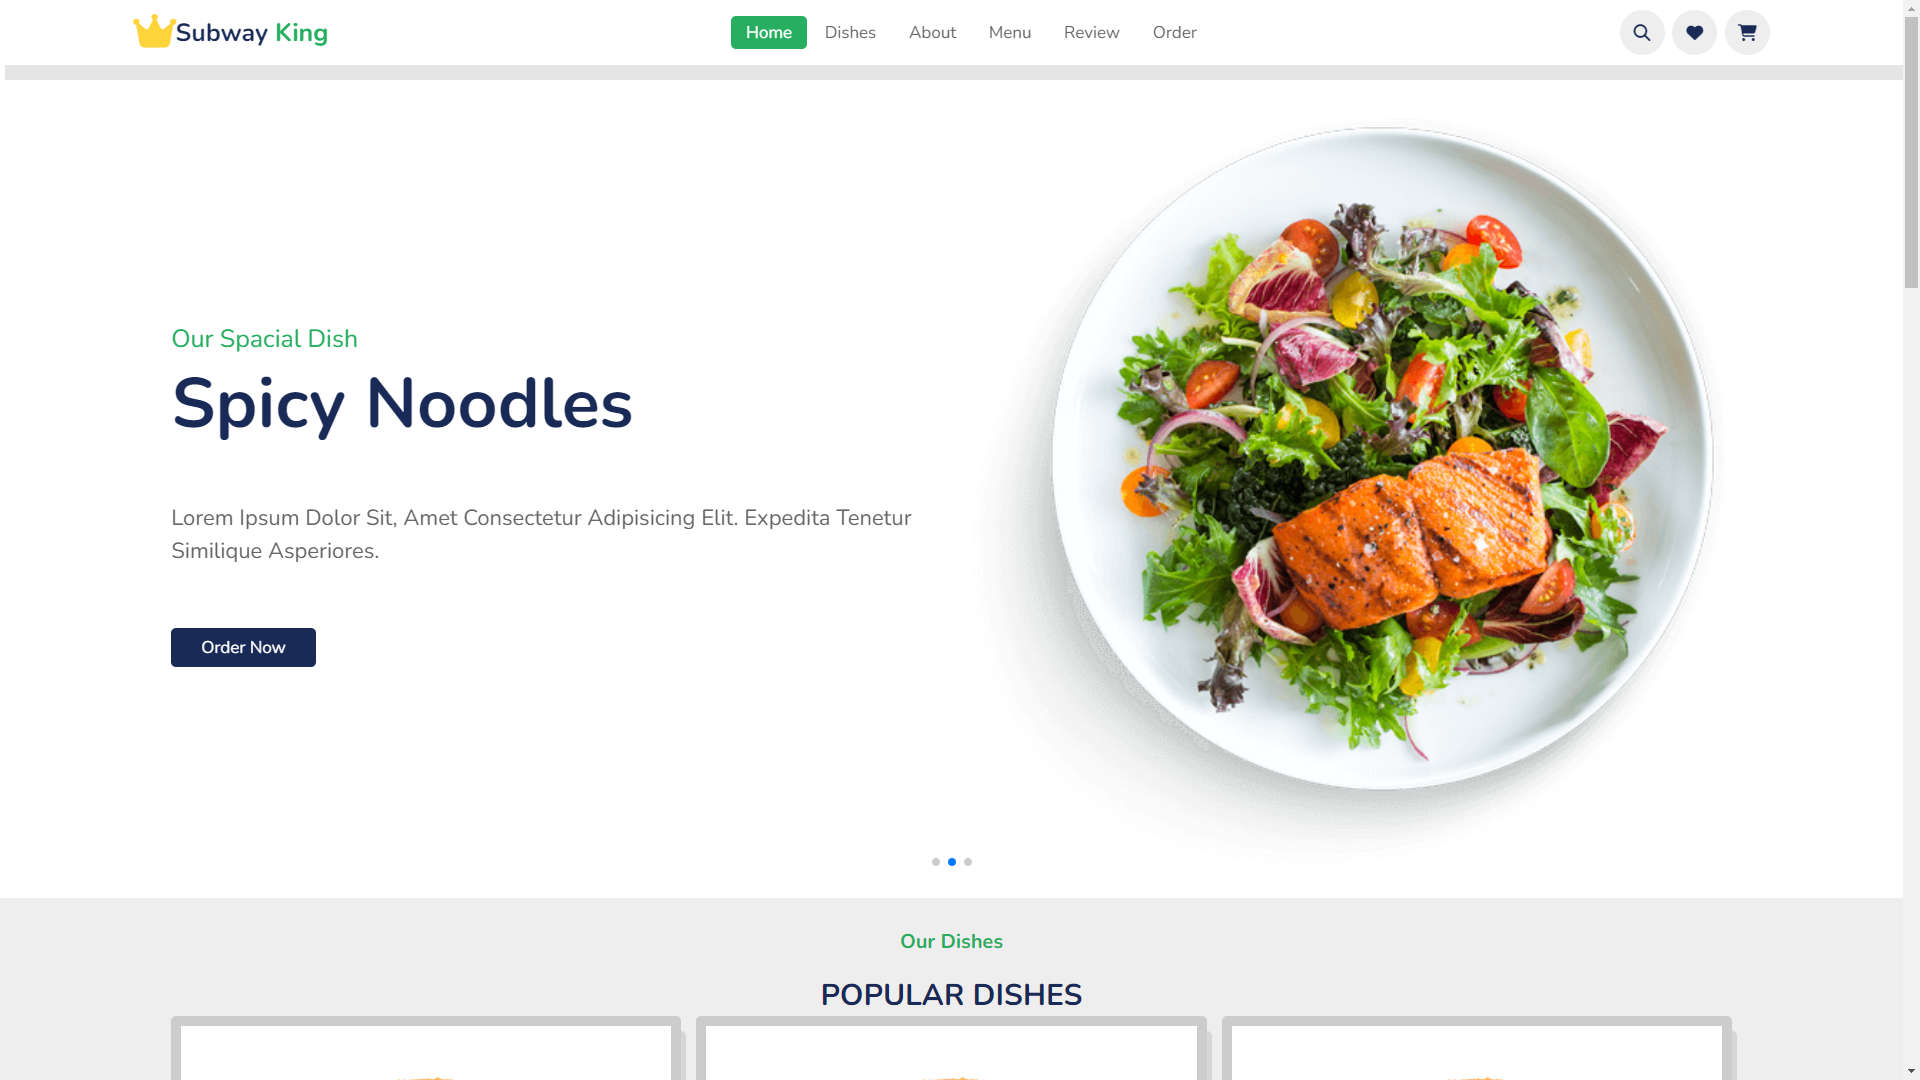 Subway King
Home
Dishes
About
Menu
Review
Order
Our Spacial Dish
Spicy Noodles
Lorem Ipsum Dolor Sit, Amet Consectetur Adipisicing Elit. Expedita Tenetur
Similique Asperiores.
Order Now
Our Dishes
POPULAR DISHES